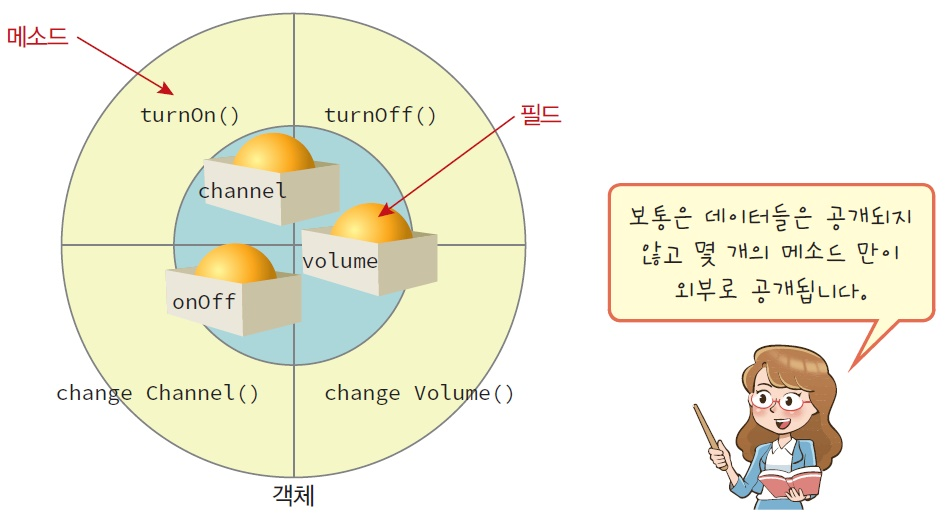 메소드
turnOn()
turnOff()
필드
channel
volume
onOff
change Channel()
change Volume()
객체
보통은 데이터들은 공개되지
않고 몇 개의 메소드 만이
외부로 공개됩니다.